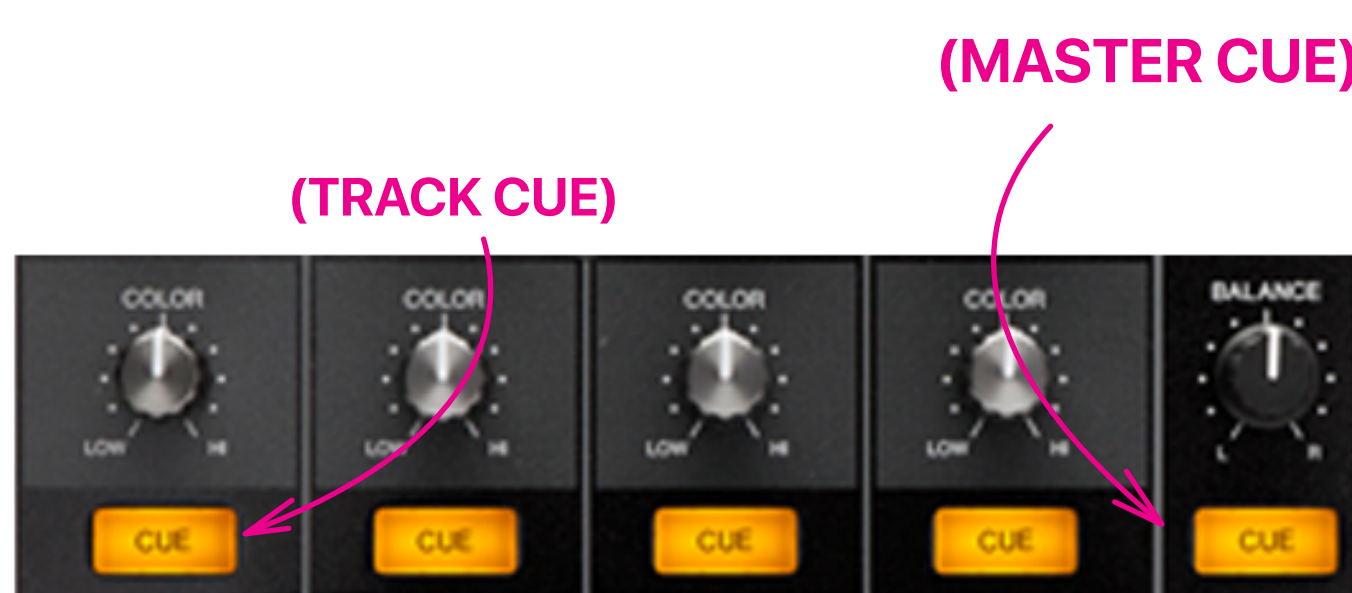 (MASTER CUE)
(TRACK CUE)
COLOR COLOR COLOR COLOR BALANCE
LOW HI LOW HI LOW HI LOW HI L R
CUE CUE CUE CUE CUE